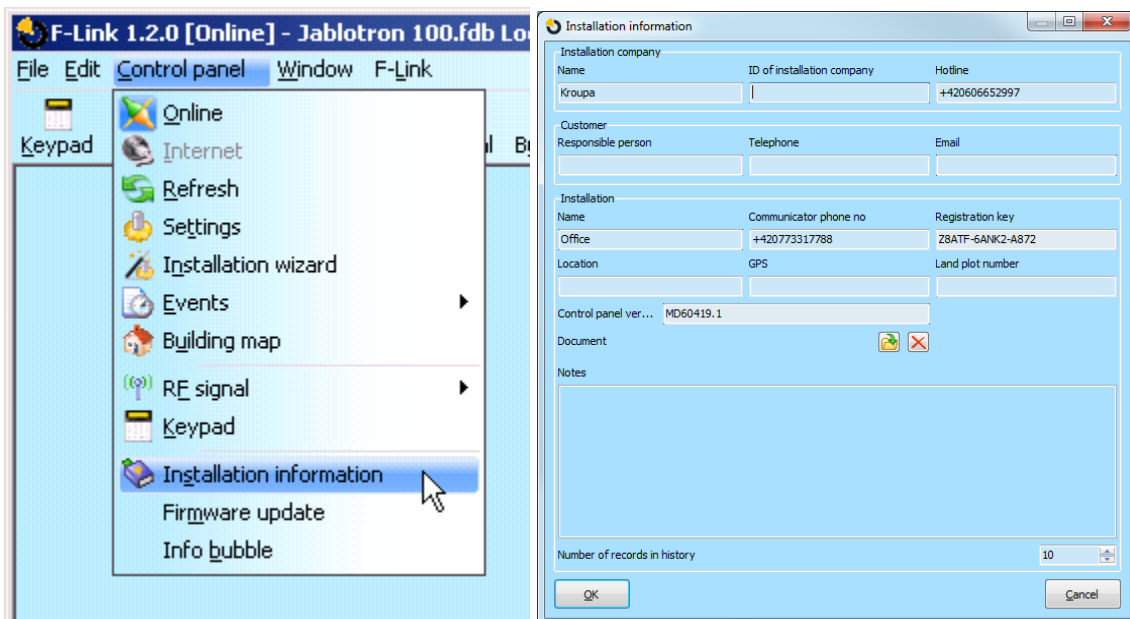 F-Link 1.2.0 [Online] - Jablotron 100.fdb Lo
File Edit Control panel Window F-Link
Keypad
Online
Internet
Refresh
Settings
Installation wizard
Events
Building map
RF signal
Keypad
Installation information
Firmware update
Info bubble
Installation information
Installation company
Name ID of installation company Hotline
Kroupa +420606652997
Customer
Responsible person Telephone Email
Installation
Name Communicator phone no Registration key
Office +420773317788 Z8ATF-6ANK2-A872
Location GPS Land plot number
Control panel ver... MD60419.1
Document
Notes
Number of records in history 10
OK Cancel